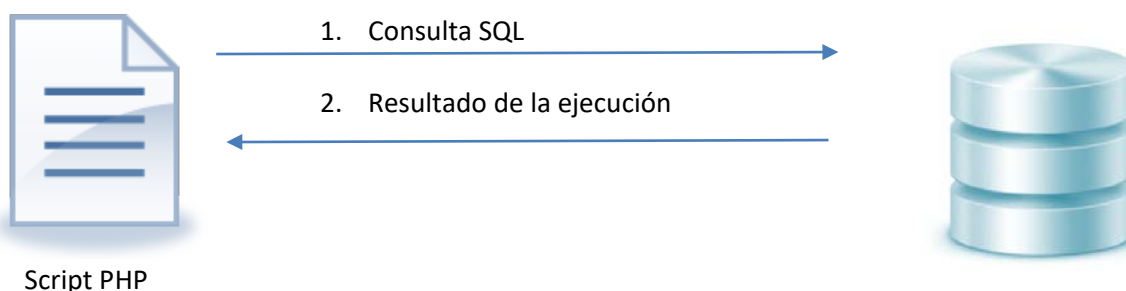 1. Consulta SQL
2. Resultado de la ejecución
Script PHP